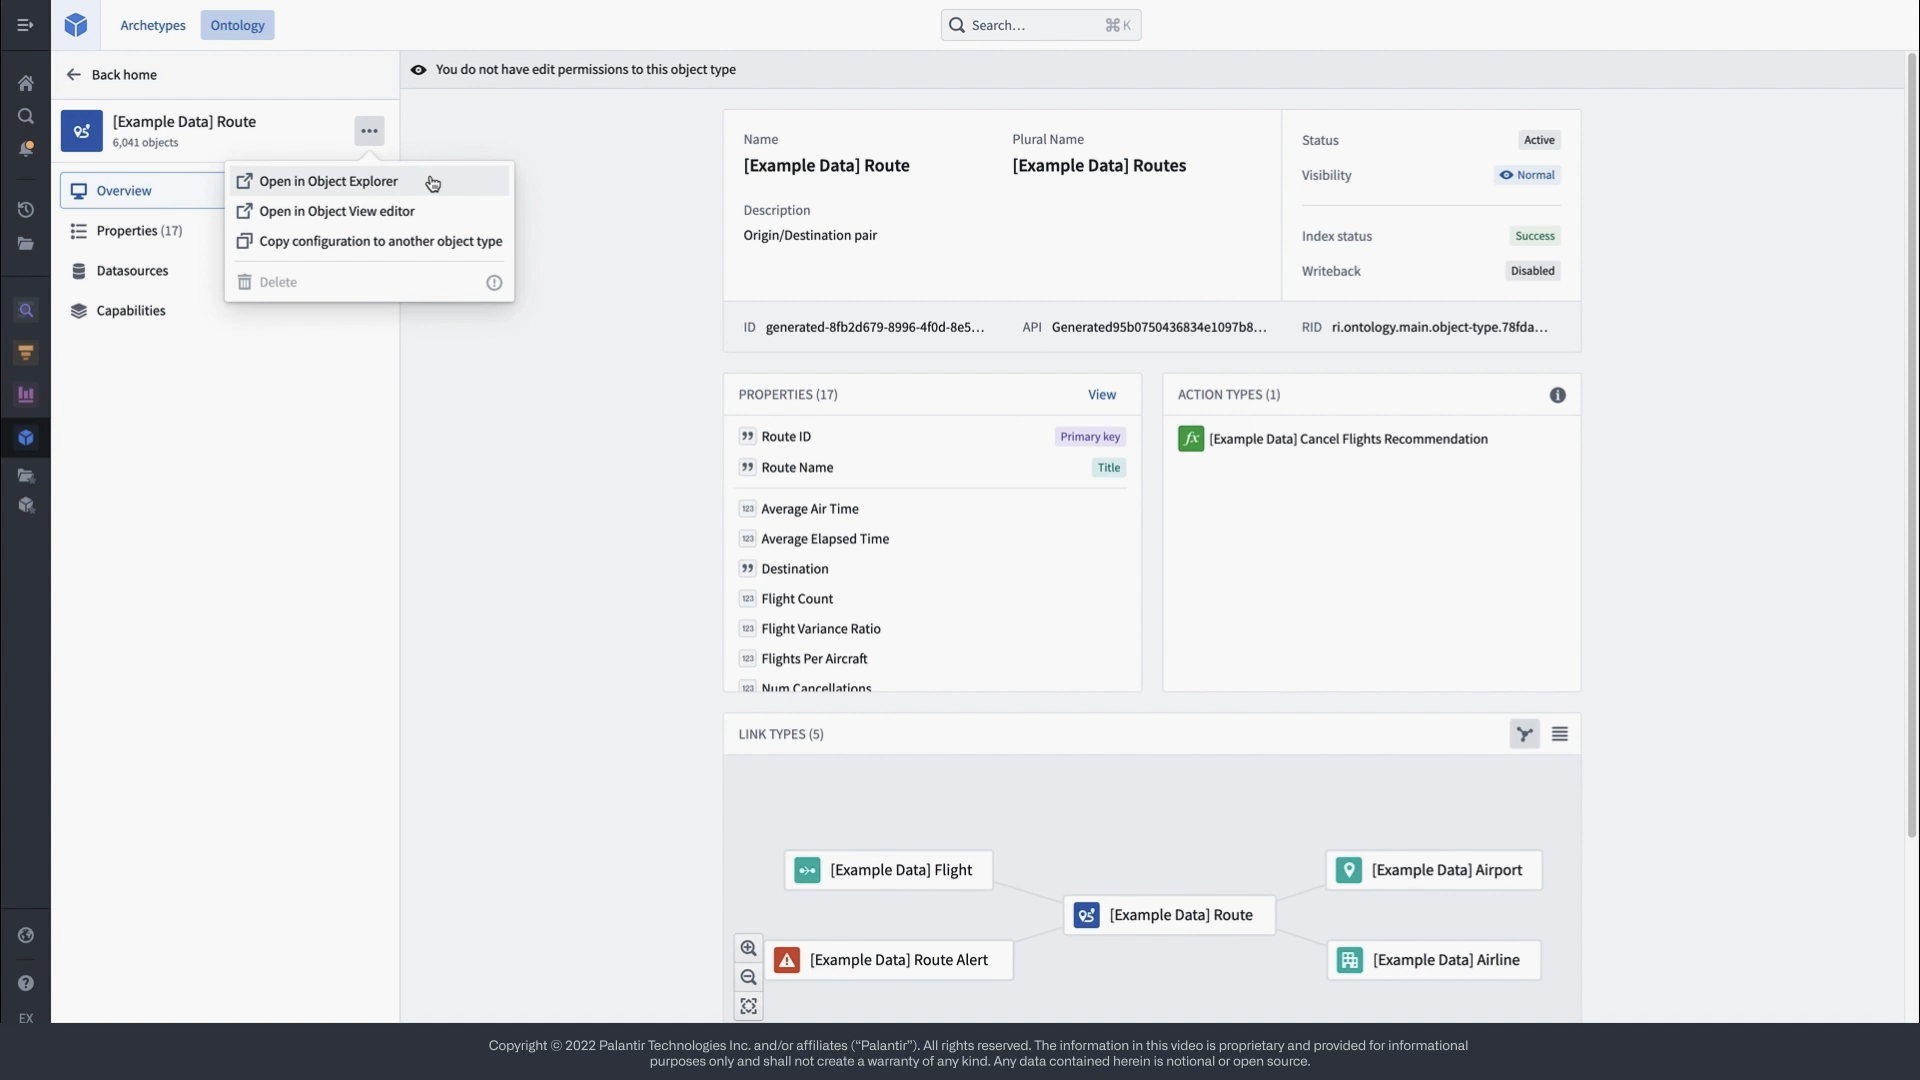 Archetypes
Ontology
Search...
⌘K
Back home
You do not have edit permissions to this object type
[Example Data] Route
6,041 objects
Overview
Properties (17)
Datasources
Capabilities
Open in Object Explorer
Open in Object View editor
Copy configuration to another object type
Delete
Name
[Example Data] Route
Plural Name
[Example Data] Routes
Description
Origin/Destination pair
Status
Active
Visibility
Normal
Index status
Success
Writeback
Disabled
ID generated-8fb2d679-8996-4f0d-8e5...
API Generated95b0750436834e1097b8...
RID ri.ontology.main.object-type.78fda...
PROPERTIES (17)
View
Route ID
Primary key
Route Name
Title
123 Average Air Time
123 Average Elapsed Time
Destination
123 Flight Count
123 Flight Variance Ratio
123 Flights Per Aircraft
123 Num Cancellations
ACTION TYPES (1)
fx [Example Data] Cancel Flights Recommendation
LINK TYPES (5)
[Example Data] Flight
[Example Data] Airport
[Example Data] Route
[Example Data] Route Alert
[Example Data] Airline
EX
Copyright © 2022 Palantir Technologies Inc. and/or affiliates (“Palantir”). All rights reserved. The information in this video is proprietary and provided for informational
purposes only and shall not create a warranty of any kind. Any data contained herein is notional or open source.